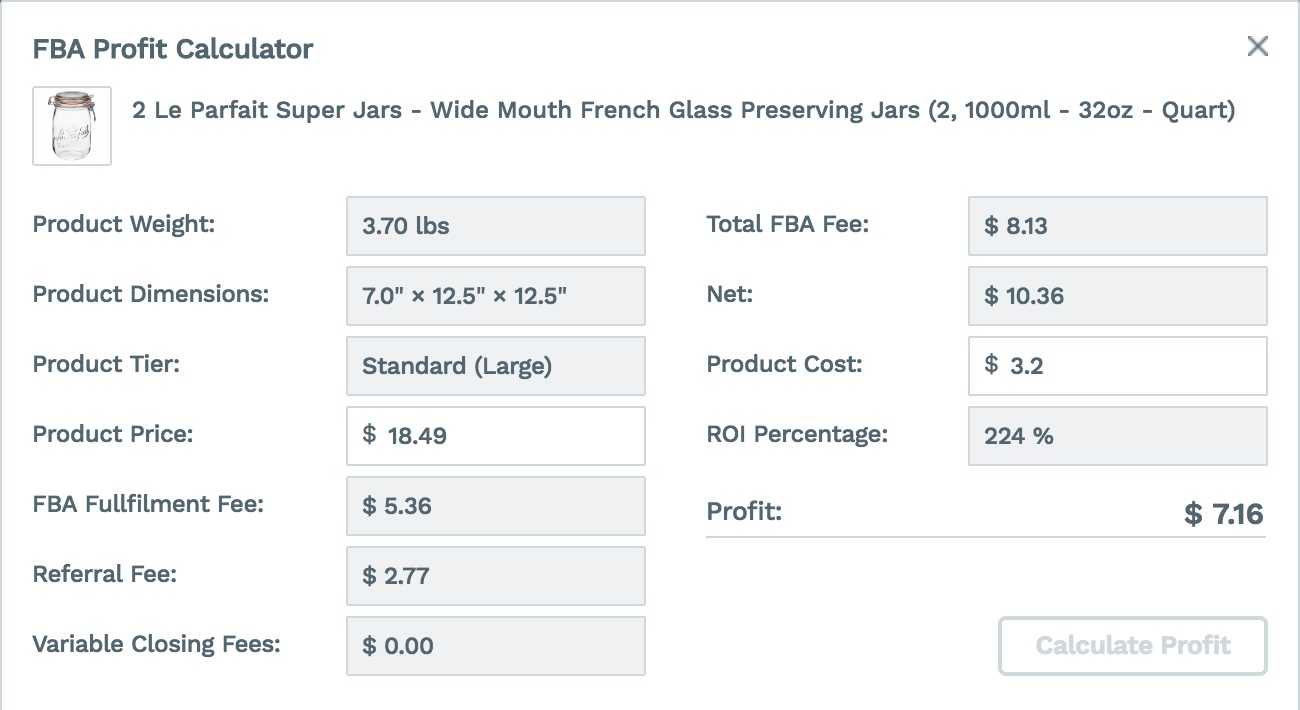 FBA Profit Calculator
2 Le Parfait Super Jars - Wide Mouth French Glass Preserving Jars (2, 1000ml - 32oz - Quart)
Product Weight: 3.70 lbs
Product Dimensions: 7.0" × 12.5" × 12.5"
Product Tier: Standard (Large)
Product Price: $ 18.49
FBA Fullfilment Fee: $ 5.36
Referral Fee: $ 2.77
Variable Closing Fees: $ 0.00
Total FBA Fee: $ 8.13
Net: $ 10.36
Product Cost: $ 3.2
ROI Percentage: 224 %
Profit: $ 7.16
Calculate Profit